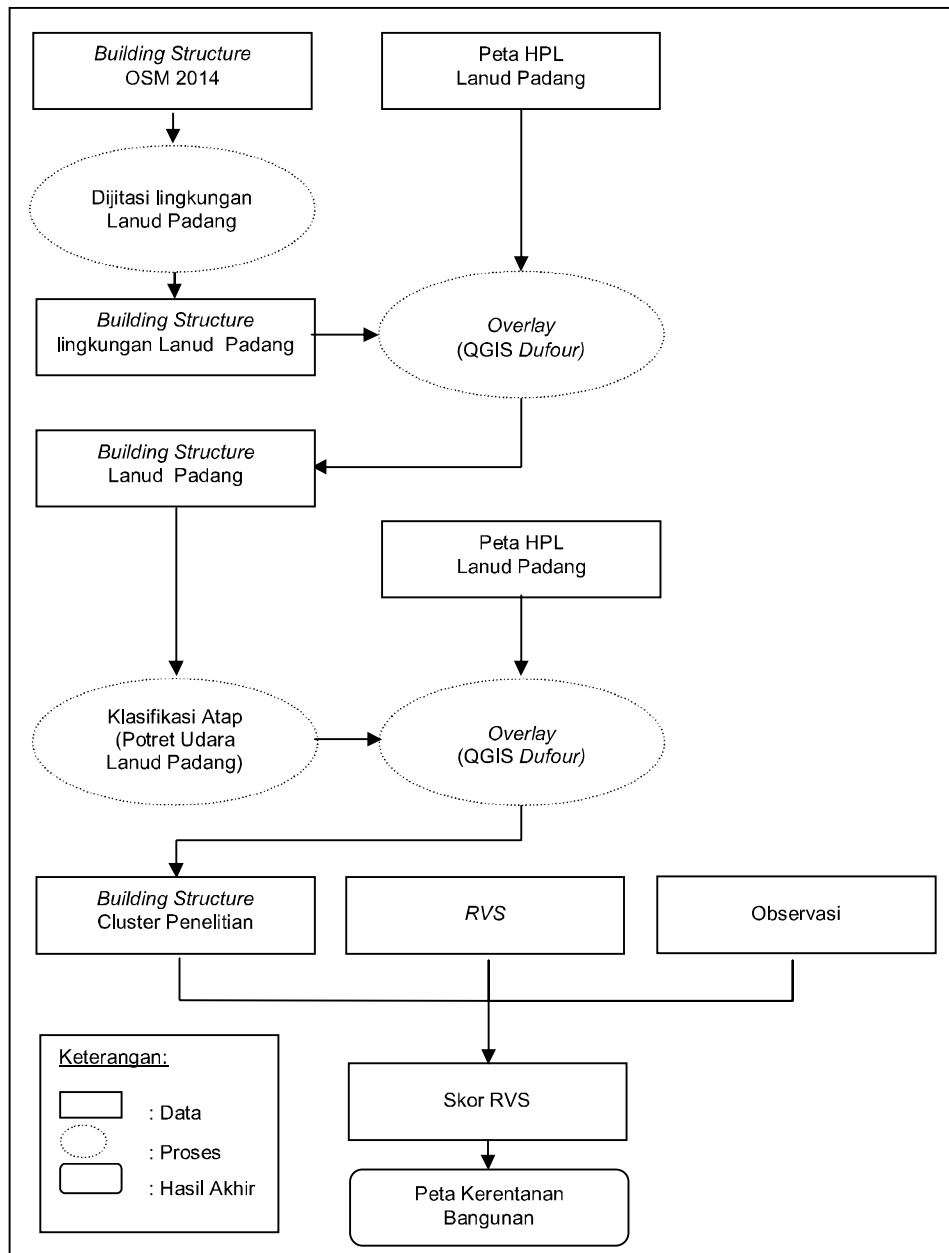 Building Structure
OSM 2014
Peta HPL
Lanud Padang
Dijitasi lingkungan
Lanud Padang
Building Structure
lingkungan Lanud Padang
Overlay
(QGIS Dufour)
Building Structure
Lanud Padang
Peta HPL
Lanud Padang
Klasifikasi Atap
(Potret Udara
Lanud Padang)
Overlay
(QGIS Dufour)
Building Structure
Cluster Penelitian
RVS
Observasi
Keterangan:
: Data
: Proses
: Hasil Akhir
Skor RVS
Peta Kerentanan
Bangunan